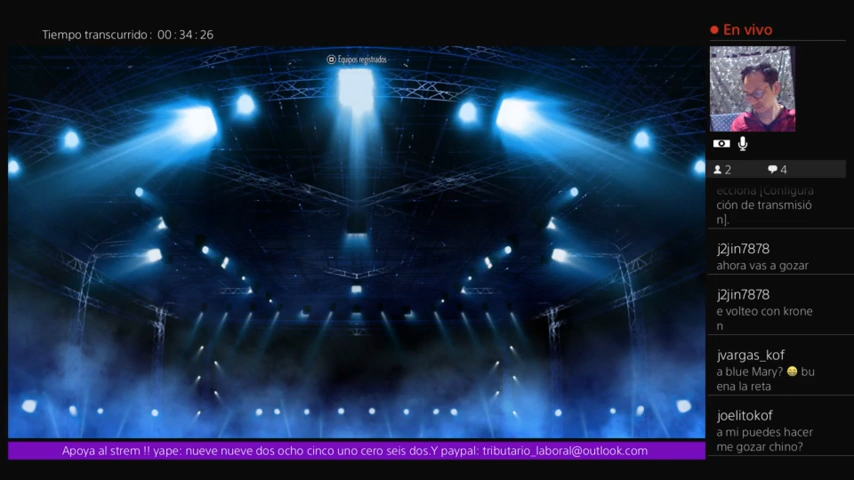 Tiempo transcurrido: 00:34:26
En vivo
Equipos registrados
2
4
ecciona [Configura
ción de transmisió
n].
j2jin7878
ahora vas a gozar
j2jin7878
e volteo con krone
n
jvargas_kof
a blue Mary? 😁 bu
ena la reta
joelitokof
a mi puedes hacer
me gozar chino?
Apoya al strem !! yape: nueve nueve dos ocho cinco uno cero seis dos.Y paypal: tributario_laboral@outlook.com